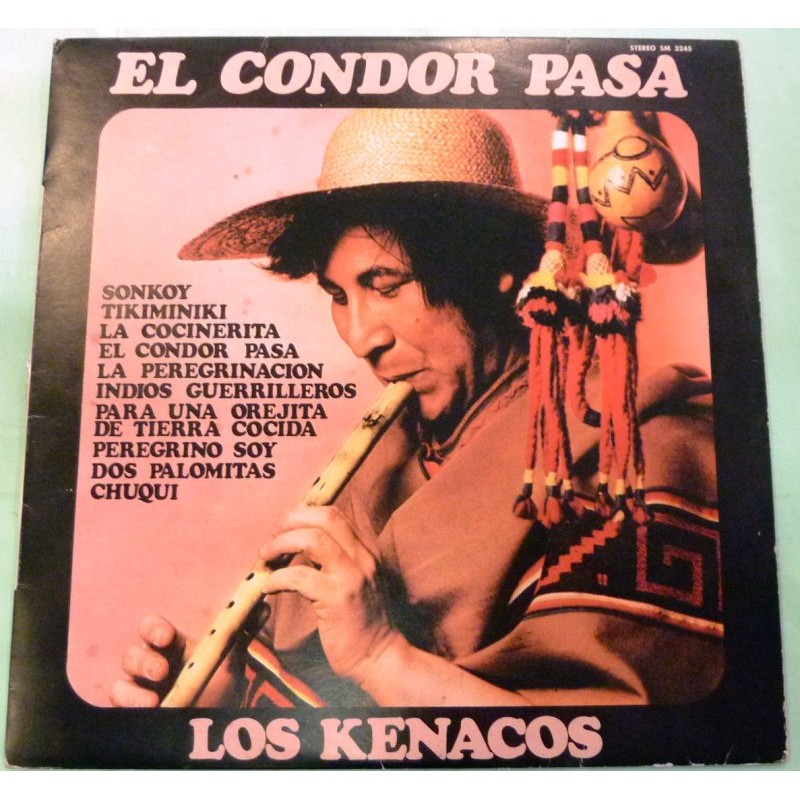 STEREO SM 3245
EL CONDOR PASA
SONKOY
TIKIMINIKI
LA COCINERITA
EL CONDOR PASA
LA PEREGRINACION
INDIOS GUERRILLEROS
PARA UNA OREJITA
DE TIERRA COCIDA
PEREGRINO SOY
DOS PALOMITAS
CHUQUI
LOS KENACOS